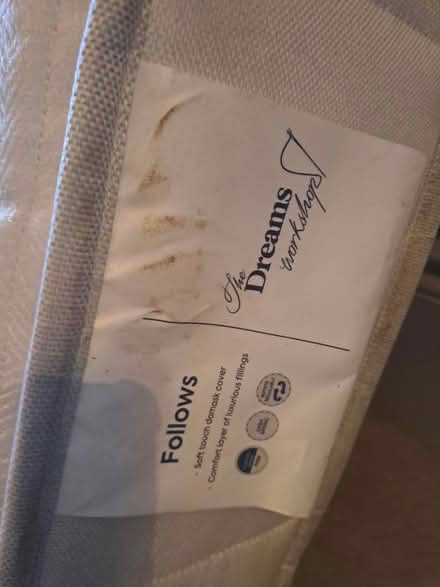 The
Dreams
Workshop
Follows
- Soft touch damask cover
- Comfort layer of luxurious fillings